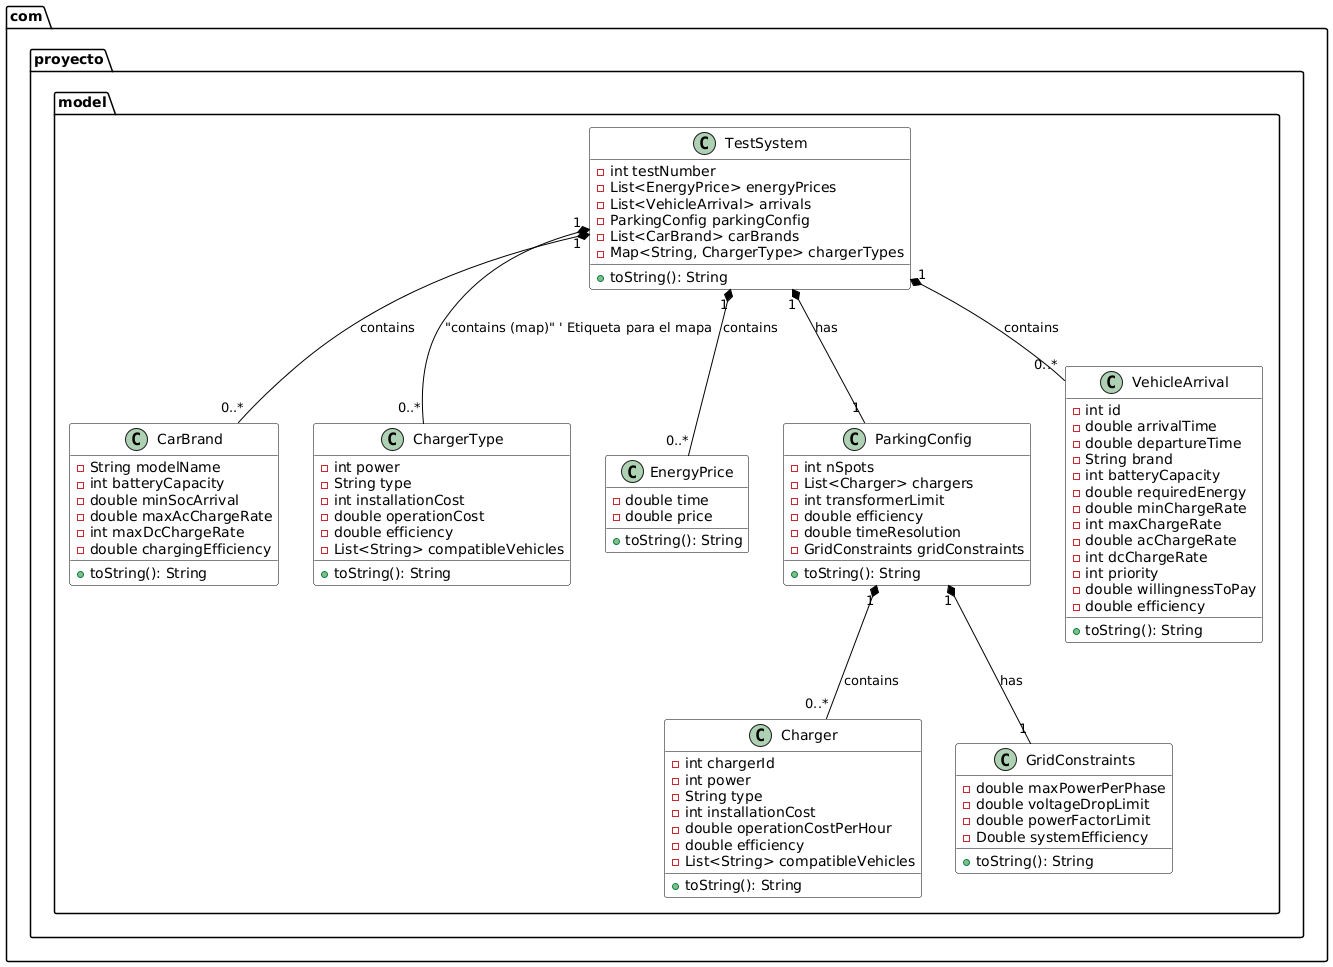 com
proyecto
model
C TestSystem
int testNumber
List<EnergyPrice> energyPrices
List<VehicleArrival> arrivals
ParkingConfig parkingConfig
List<CarBrand> carBrands
Map<String, ChargerType> chargerTypes
toString(): String
1
1
1
1
1
contains
"contains (map)" ' Etiqueta para el mapa
contains
has
contains
0..*
0..*
0..*
1
0..*
C CarBrand
String modelName
int batteryCapacity
double minSocArrival
double maxAcChargeRate
int maxDcChargeRate
double chargingEfficiency
toString(): String
C ChargerType
int power
String type
int installationCost
double operationCost
double efficiency
List<String> compatibleVehicles
toString(): String
C EnergyPrice
double time
double price
toString(): String
C ParkingConfig
int nSpots
List<Charger> chargers
int transformerLimit
double efficiency
double timeResolution
GridConstraints gridConstraints
toString(): String
C VehicleArrival
int id
double arrivalTime
double departureTime
String brand
int batteryCapacity
double requiredEnergy
double minChargeRate
int maxChargeRate
double acChargeRate
int dcChargeRate
int priority
double willingnessToPay
double efficiency
toString(): String
1
1
contains
has
0..*
1
C Charger
int chargerId
int power
String type
int installationCost
double operationCostPerHour
double efficiency
List<String> compatibleVehicles
toString(): String
C GridConstraints
double maxPowerPerPhase
double voltageDropLimit
double powerFactorLimit
Double systemEfficiency
toString(): String